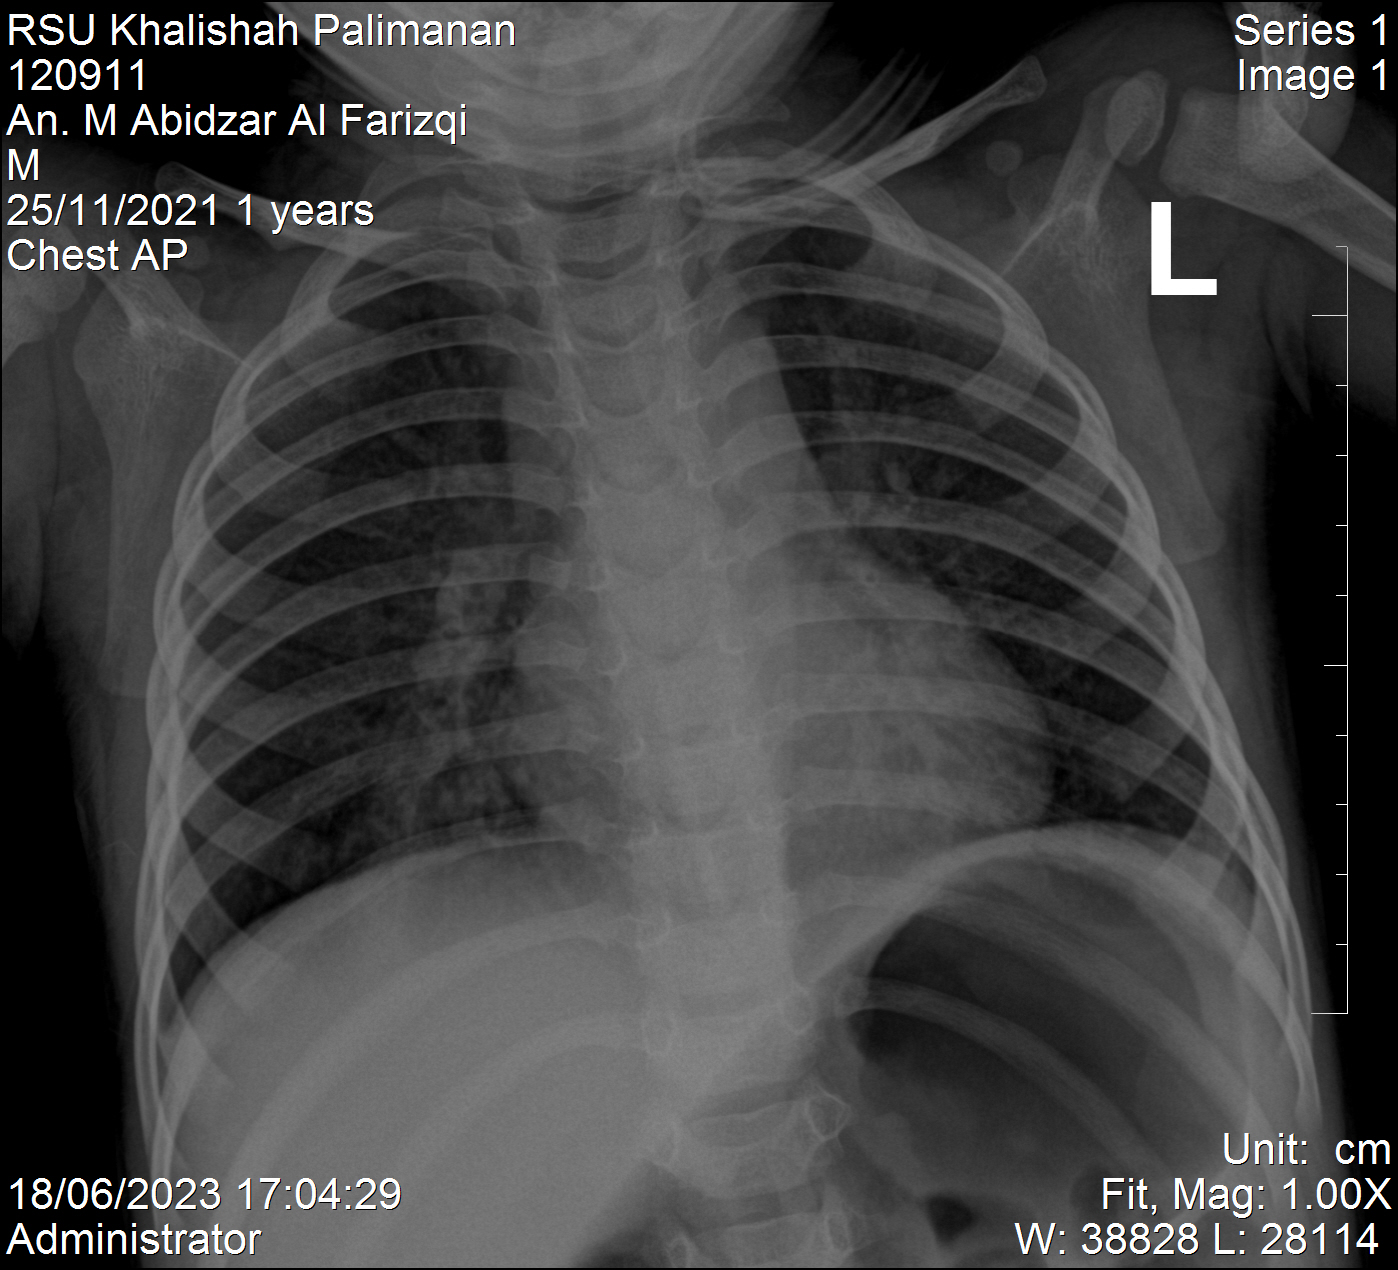 RSU Khalishah Palimanan
120911
An. M Abidzar Al Farizqi
M
25/11/2021 1 years
Chest AP
Series 1
Image 1
L
18/06/2023 17:04:29
Administrator
Unit: cm
Fit, Mag: 1.00X
W: 38828 L: 28114